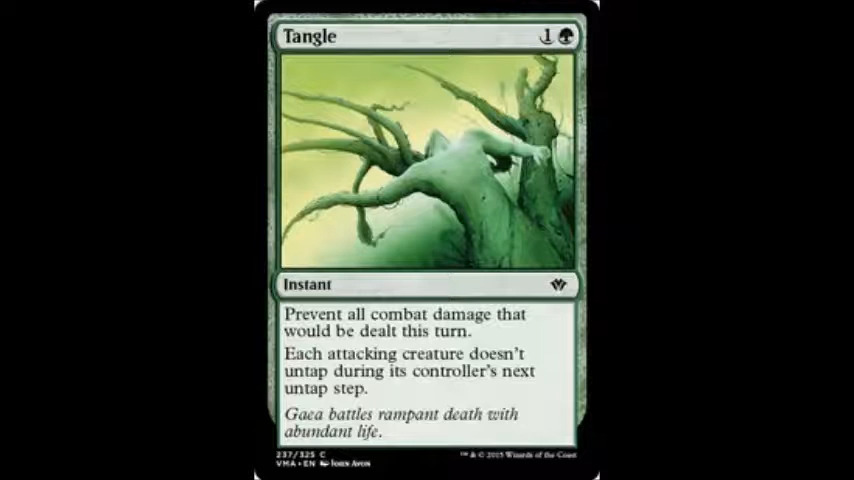 Tangle 1
Instant
Prevent all combat damage that
would be dealt this turn.
Each attacking creature doesn't
untap during its controller's next
untap step.
Gaea battles rampant death with
abundant life.
237/325 C
VMA • EN John Avon
™ & © 2015 Wizards of the Coast